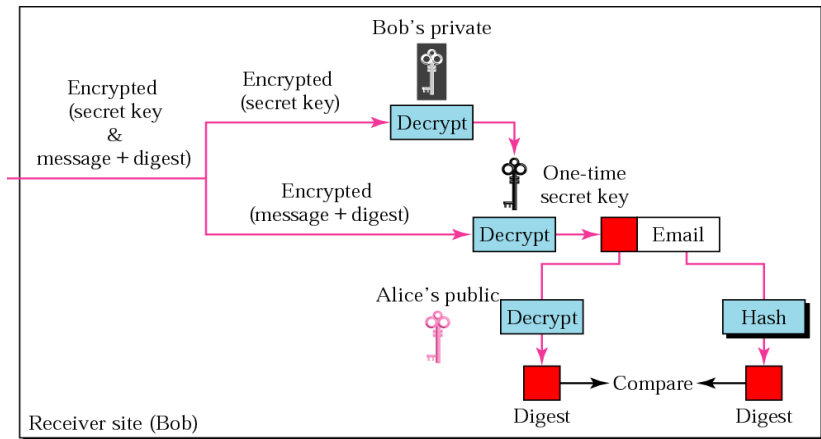 Bob's private
Encrypted
(secret key
&
message + digest)
Encrypted
(secret key)
Decrypt
One-time
secret key
Encrypted
(message + digest)
Decrypt
Email
Alice's public
Decrypt
Hash
Compare
Digest
Digest
Receiver site (Bob)